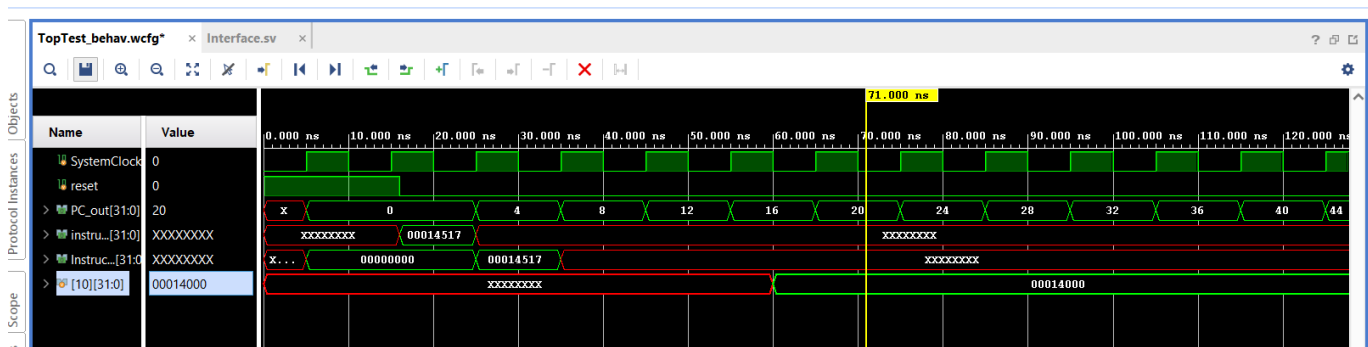 TopTest_behav.wcfg* × Interface.sv ×
? 
Objects
Protocol Instances
Scope
71.000 ns
Name Value
0.000 ns 10.000 ns 20.000 ns 30.000 ns 40.000 ns 50.000 ns 60.000 ns 70.000 ns 80.000 ns 90.000 ns 100.000 ns 110.000 ns 120.000 ns
SystemClock 0
reset 0
PC_out[31:0] 20 X 0 4 8 12 16 20 24 28 32 36 40 44
instru...[31:0] XXXXXXXX XXXXXXXX 00014517 XXXXXXXX
Instruc...[31:0 XXXXXXXX X... 00000000 00014517 XXXXXXXX
[10][31:0] 00014000 XXXXXXXX 00014000